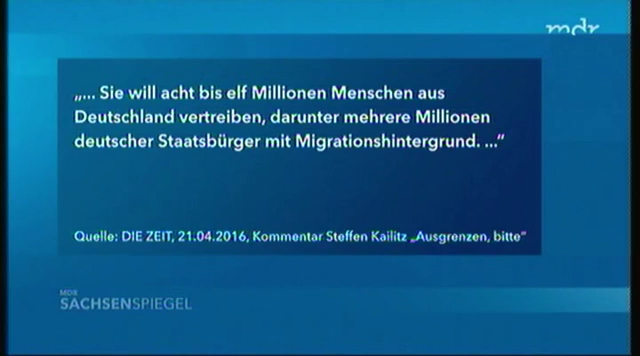 mdr
„... Sie will acht bis elf Millionen Menschen aus
Deutschland vertreiben, darunter mehrere Millionen
deutscher Staatsbürger mit Migrationshintergrund. ...“
Quelle: DIE ZEIT, 21.04.2016, Kommentar Steffen Kailitz „Ausgrenzen, bitte“
MDR
SACHSENSPIEGEL